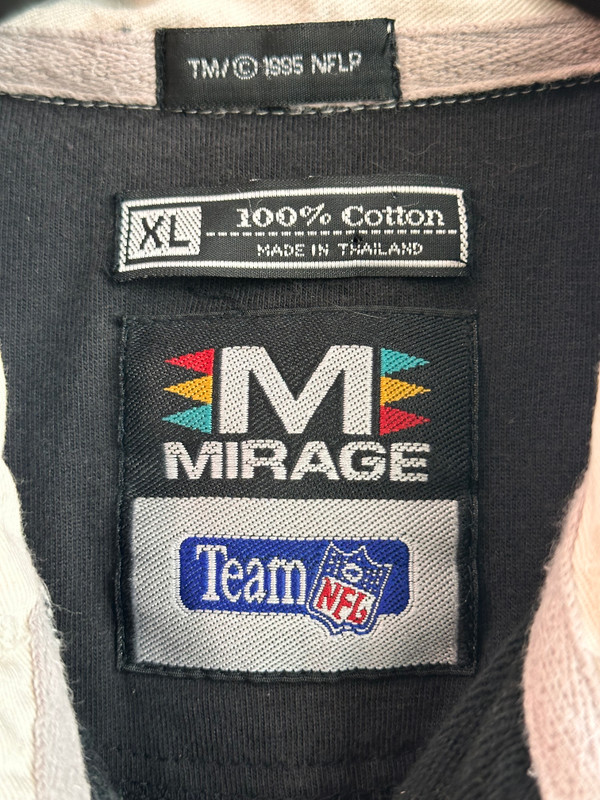 TM/© 1995 NFLP
XL
100% Cotton
MADE IN THAILAND
M
MIRAGE
Team NFL